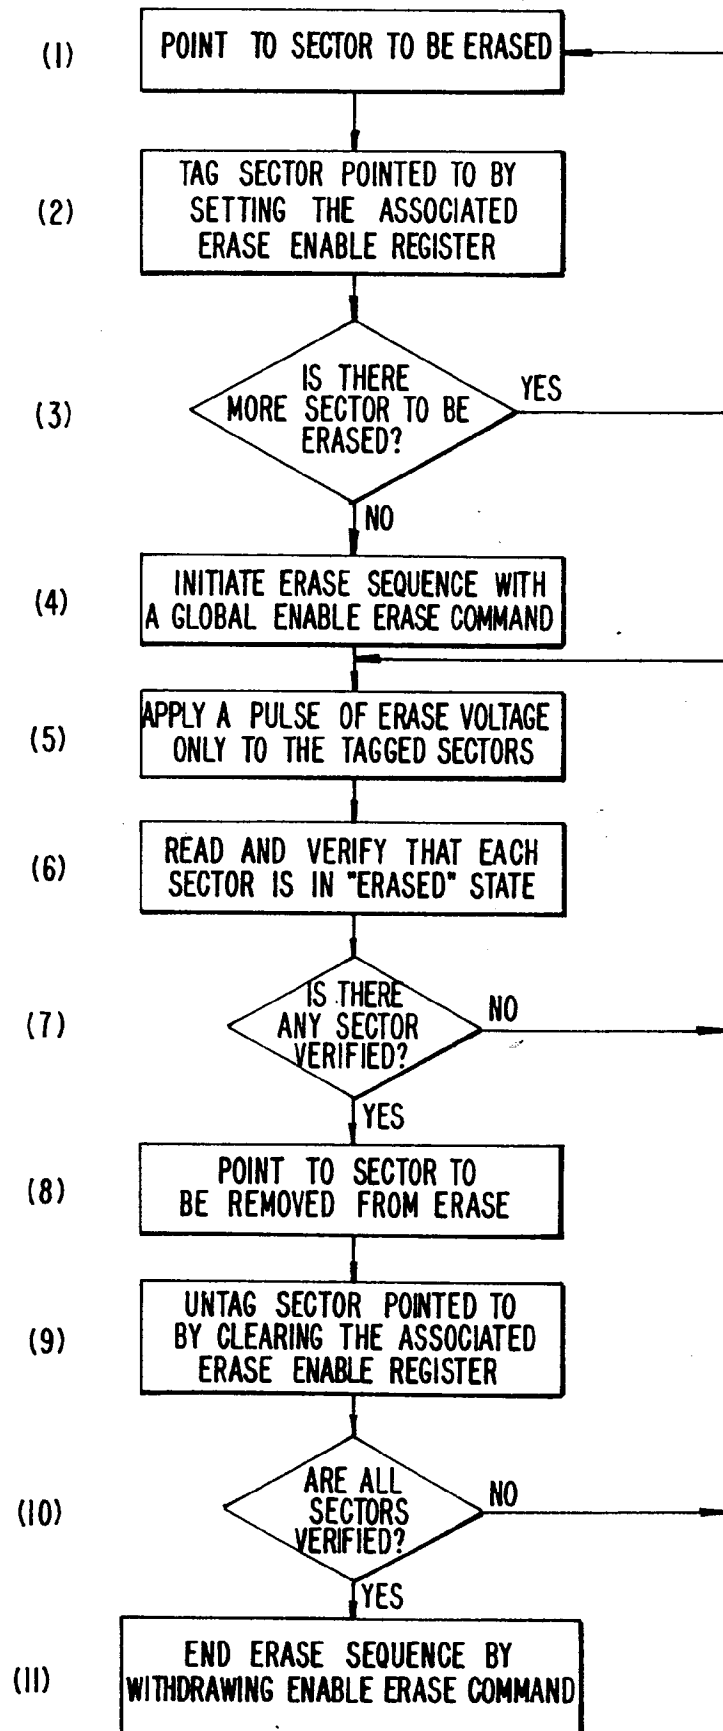 (1)
POINT TO SECTOR TO BE ERASED
(2)
TAG SECTOR POINTED TO BY
SETTING THE ASSOCIATED
ERASE ENABLE REGISTER
(3)
IS THERE
MORE SECTOR TO BE
ERASED?
YES
NO
(4)
INITIATE ERASE SEQUENCE WITH
A GLOBAL ENABLE ERASE COMMAND
(5)
APPLY A PULSE OF ERASE VOLTAGE
ONLY TO THE TAGGED SECTORS
(6)
READ AND VERIFY THAT EACH
SECTOR IS IN "ERASED" STATE
(7)
IS THERE
ANY SECTOR
VERIFIED?
NO
YES
(8)
POINT TO SECTOR TO
BE REMOVED FROM ERASE
(9)
UNTAG SECTOR POINTED TO
BY CLEARING THE ASSOCIATED
ERASE ENABLE REGISTER
(10)
ARE ALL
SECTORS
VERIFIED?
NO
YES
(11)
END ERASE SEQUENCE BY
WITHDRAWING ENABLE ERASE COMMAND